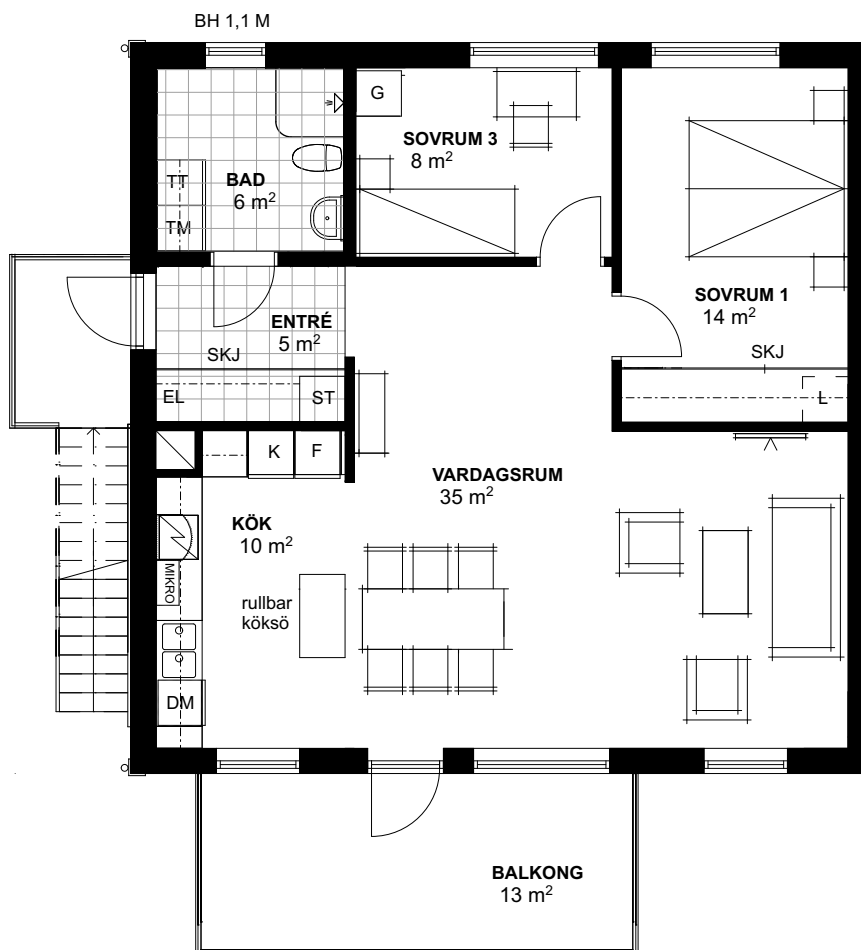 BH 1,1 M
G
SOVRUM 3
8 m²
BAD
6 m²
TT
TM
SOVRUM 1
14 m²
ENTRÉ
5 m²
SKJ
SKJ
EL
ST
L
K
F
VARDAGSRUM
35 m²
KÖK
10 m²
MIKRO
rullbar
köksö
DM
BALKONG
13 m²